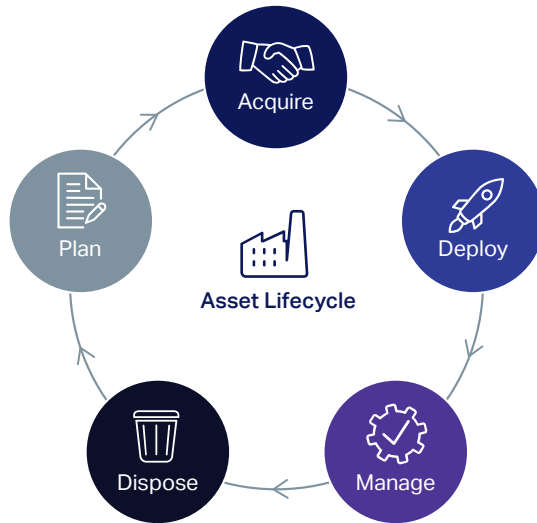 Acquire
Plan
Deploy
Asset Lifecycle
Dispose
Manage